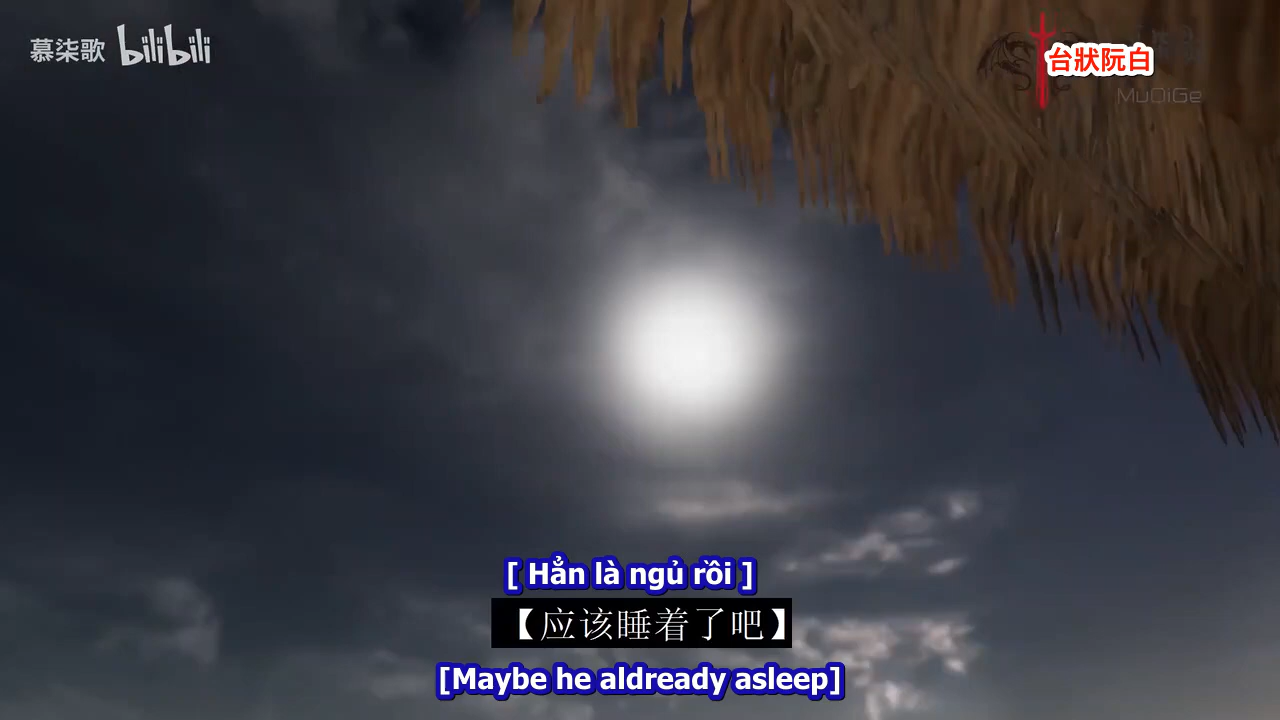 慕柒歌 bilibili
台狀阮白
MuQiGe
[ Hẳn là ngủ rồi ]
【应该睡着了吧】
[Maybe he aldready asleep]